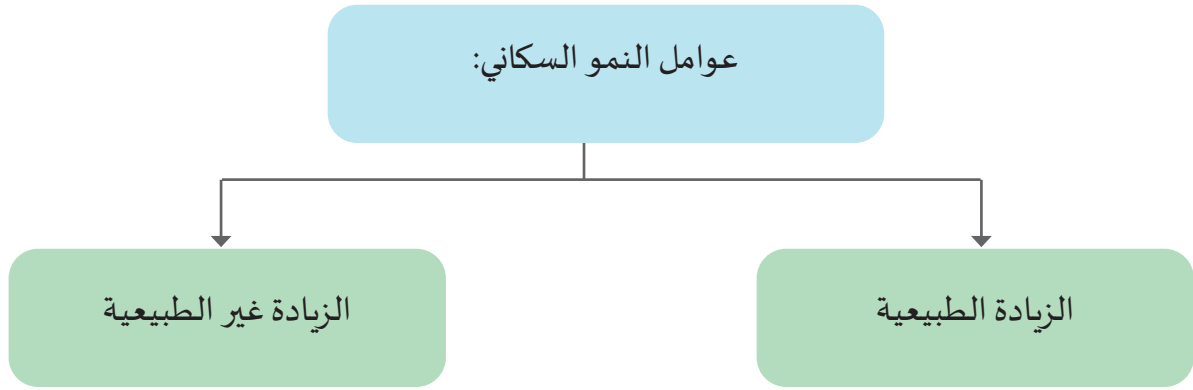 عوامل النمو السكاني:
الزيادة الطبيعية
الزيادة غير الطبيعية